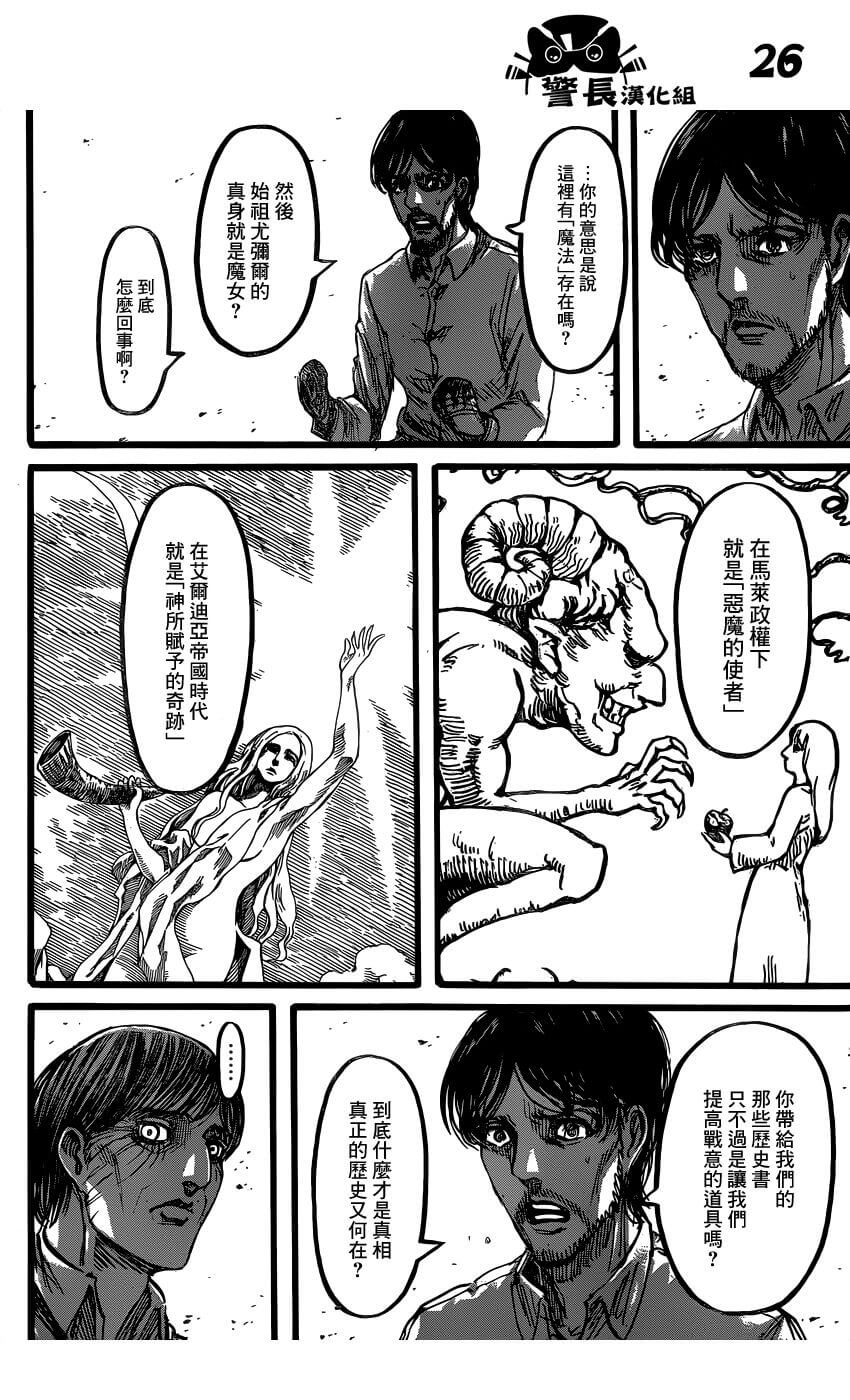 警長漢化組
26
…你的意思是說
這裡有「魔法」存在嗎?
然後
始祖尤彌爾的
真身就是魔女?
到底
怎麼回事啊?
在馬萊政權下
就是「惡魔的使者」
在艾爾迪亞帝國時代
就是「神所賦予的奇跡」
你帶給我們的
那些歷史書
只不過是讓我們
提高戰意的道具嗎?
到底什麼才是真相
真正的歷史又何在?
………